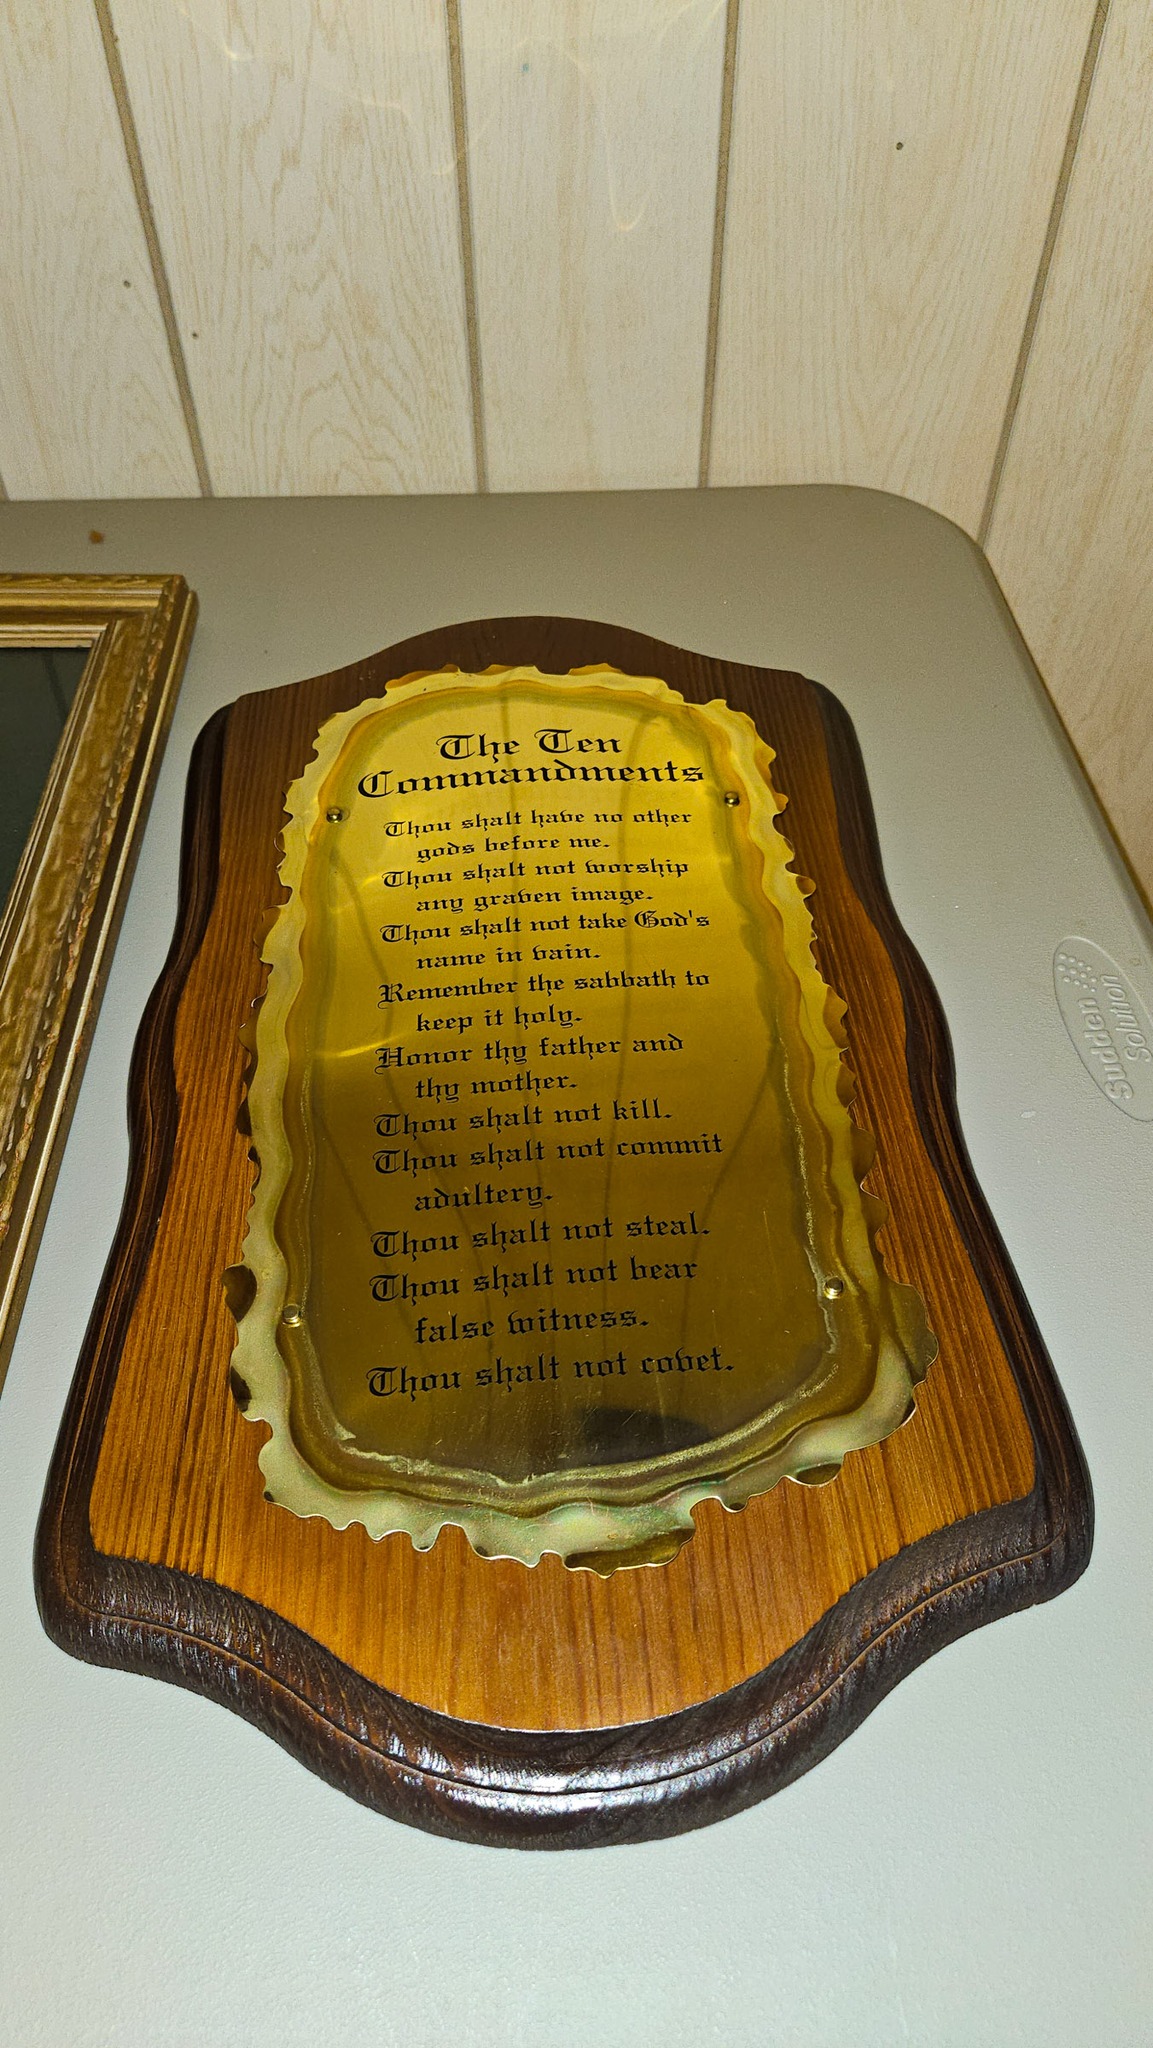 The Ten
Commandments
Thou shalt have no other
gods before me.
Thou shalt not worship
any graven image.
Thou shalt not take God's
name in vain.
Remember the sabbath to
keep it holy.
Honor thy father and
thy mother.
Thou shalt not kill.
Thou shalt not commit
adultery.
Thou shalt not steal.
Thou shalt not bear
false witness.
Thou shalt not covet.
Sudden
Solution